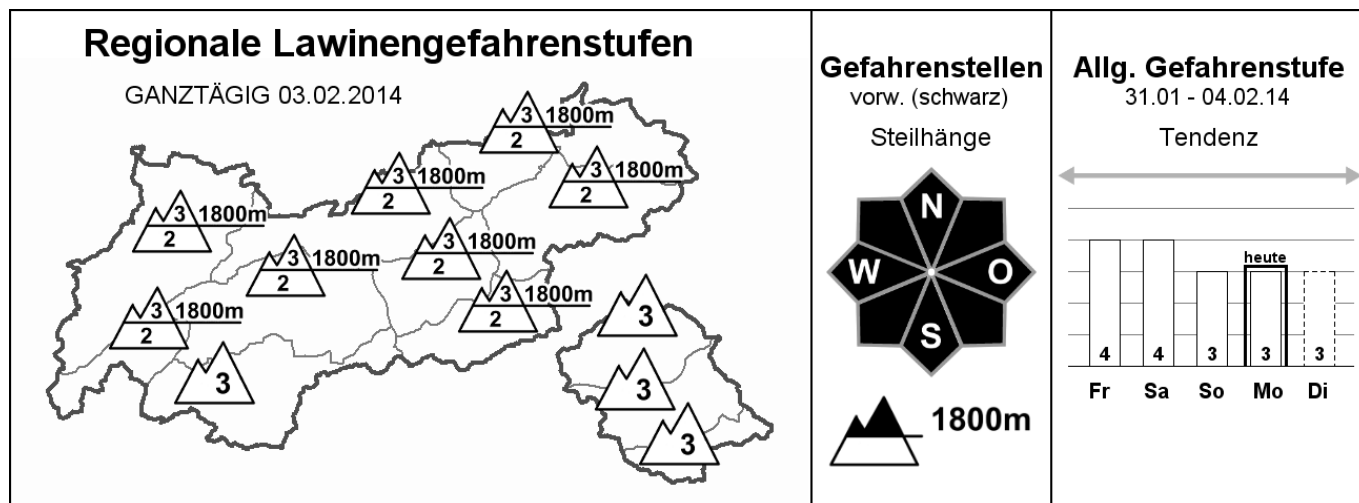 Regionale Lawinengefahrenstufen
GANZTÄGIG 03.02.2014
3 1800m
2
3 1800m
2
3 1800m
2
3 1800m
2
3 1800m
2
3 1800m
2
3 1800m
2
3 1800m
2
3
3
3
3
Gefahrenstellen
vorw. (schwarz)
Steilhänge
N
W O
S
1800m
Allg. Gefahrenstufe
31.01 - 04.02.14
Tendenz
heute
4 4 3 3 3
Fr Sa So Mo Di